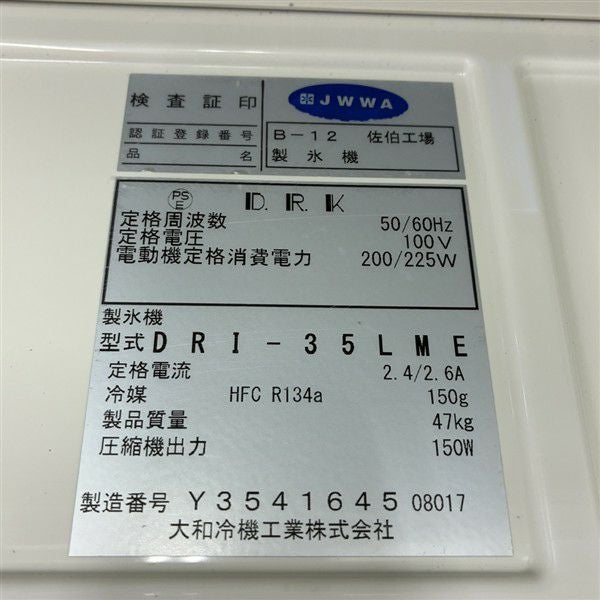 検査証印 JWWA
認証登録番号 B-12 佐伯工場
品名 製氷機
PSE D.R.K
定格周波数 50/60Hz
定格電圧 100V
電動機定格消費電力 200/225W
製氷機
型式 DRI-35LME
定格電流 2.4/2.6A
冷媒 HFC R134a 150g
製品質量 47kg
圧縮機出力 150W
製造番号 Y3541645 08017
大和冷機工業株式会社